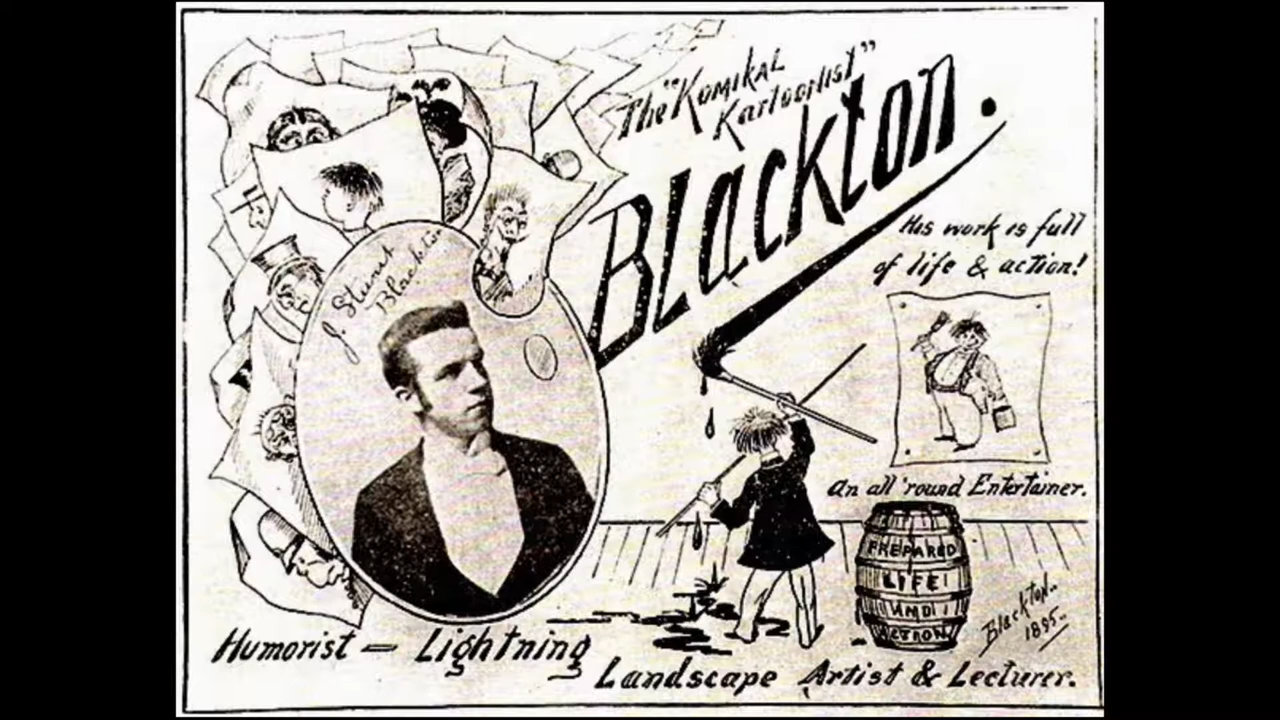 The "Komikal
Kartoonist"
Blackton.
His work is full
of life & action!
J. Stuart
Blackton
An all 'round Entertainer.
PREPARED
LIFE
AND
ACTION
Blackton-
1895-
Humorist = Lightning
Landscape Artist & Lecturer.